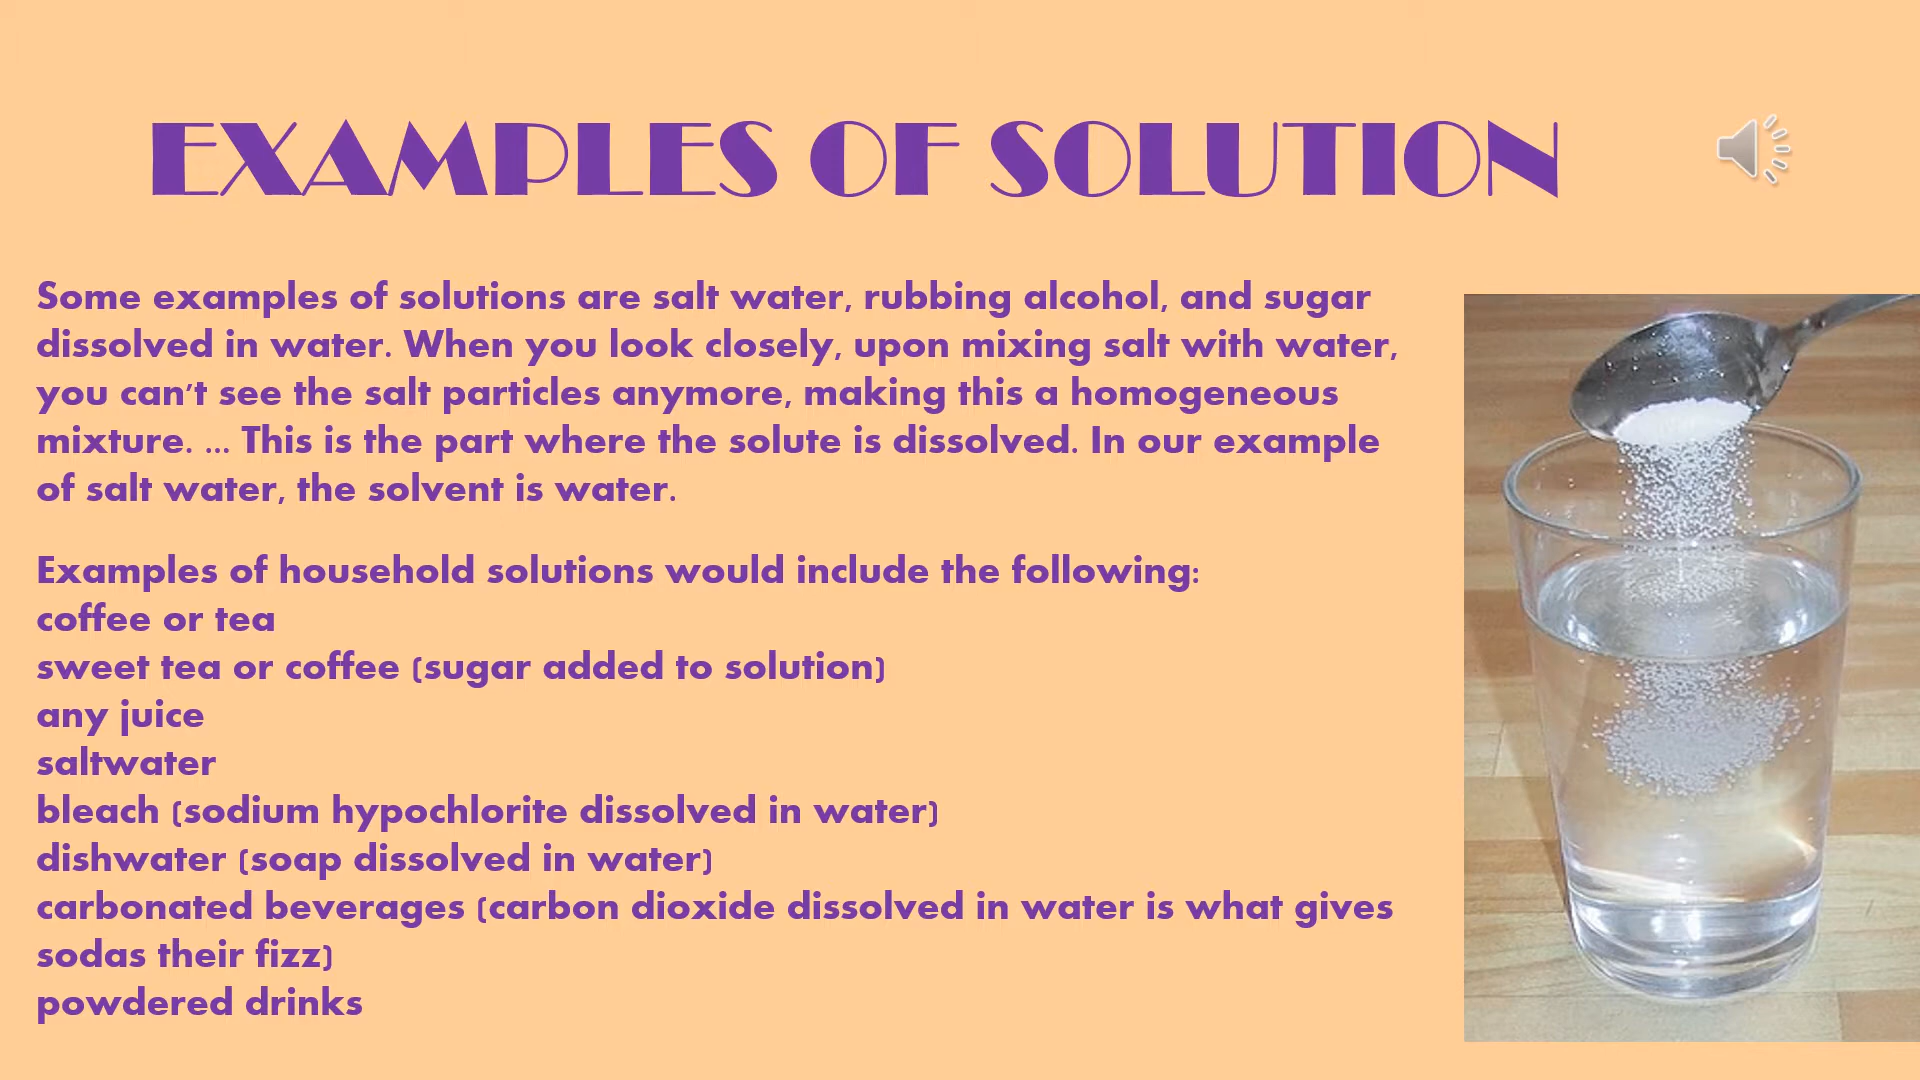 EXAMPLES OF SOLUTION
Some examples of solutions are salt water, rubbing alcohol, and sugar
dissolved in water. When you look closely, upon mixing salt with water,
you can't see the salt particles anymore, making this a homogeneous
mixture. ... This is the part where the solute is dissolved. In our example
of salt water, the solvent is water.
Examples of household solutions would include the following:
coffee or tea
sweet tea or coffee (sugar added to solution)
any juice
saltwater
bleach (sodium hypochlorite dissolved in water)
dishwater (soap dissolved in water)
carbonated beverages (carbon dioxide dissolved in water is what gives
sodas their fizz)
powdered drinks